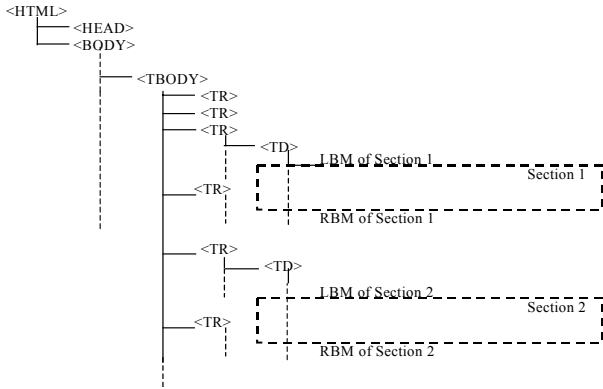 <HTML>
<HEAD>
<BODY>
<TBODY>
<TR>
<TR>
<TR>
<TD>
LBM of Section 1
Section 1
<TR>
RBM of Section 1
<TR>
<TD>
LBM of Section 2
Section 2
<TR>
RBM of Section 2